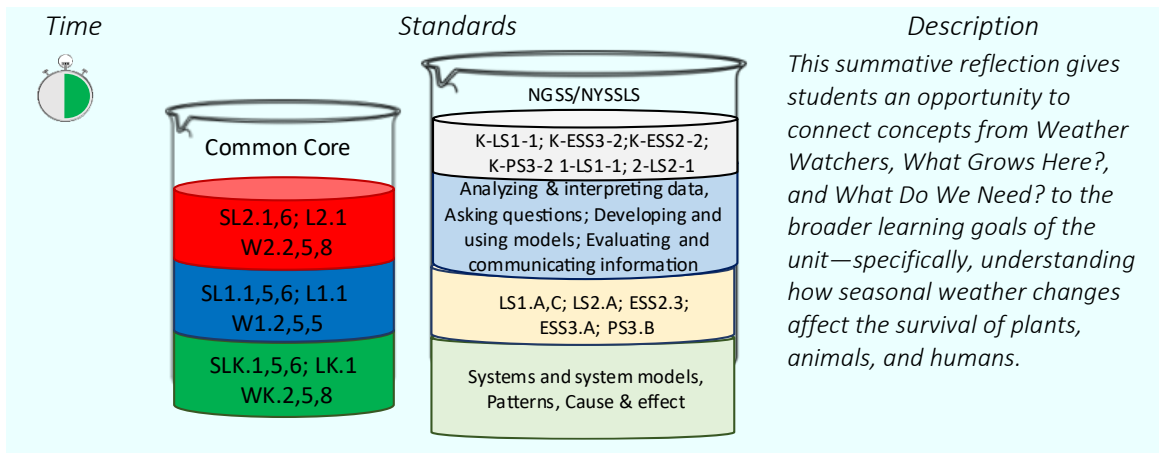 Time
Standards
Description
Common Core
SL2.1,6; L2.1
W2.2,5,8
SL1.1,5,6; L1.1
W1.2,5,5
SLK.1,5,6; LK.1
WK.2,5,8
NGSS/NYSSLS
K-LS1-1; K-ESS3-2;K-ESS2-2;
K-PS3-2 1-LS1-1; 2-LS2-1
Analyzing & interpreting data,
Asking questions; Developing and
using models; Evaluating and
communicating information
LS1.A,C; LS2.A; ESS2.3;
ESS3.A; PS3.B
Systems and system models,
Patterns, Cause & effect
This summative reflection gives
students an opportunity to
connect concepts from Weather
Watchers, What Grows Here?,
and What Do We Need? to the
broader learning goals of the
unit—specifically, understanding
how seasonal weather changes
affect the survival of plants,
animals, and humans.